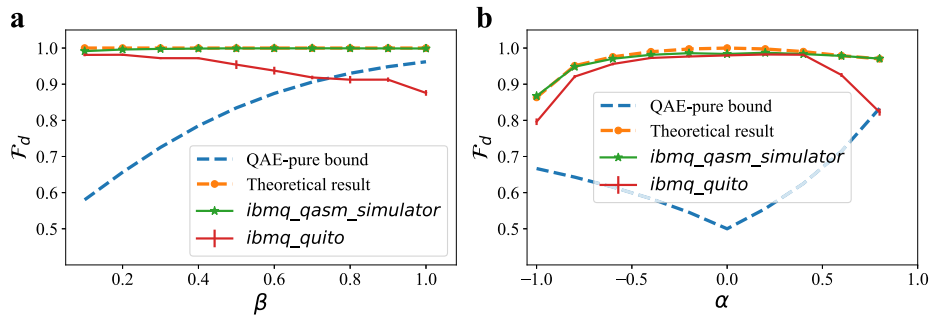 a
1.0
0.9
0.8
0.7
0.6
0.5
ℱd
0.2
0.4
0.6
0.8
1.0
β
QAE-pure bound
Theoretical result
ibmq_qasm_simulator
ibmq_quito
b
1.0
0.9
0.8
0.7
0.6
0.5
ℱd
−1.0
−0.5
0.0
0.5
1.0
α
QAE-pure bound
Theoretical result
ibmq_qasm_simulator
ibmq_quito